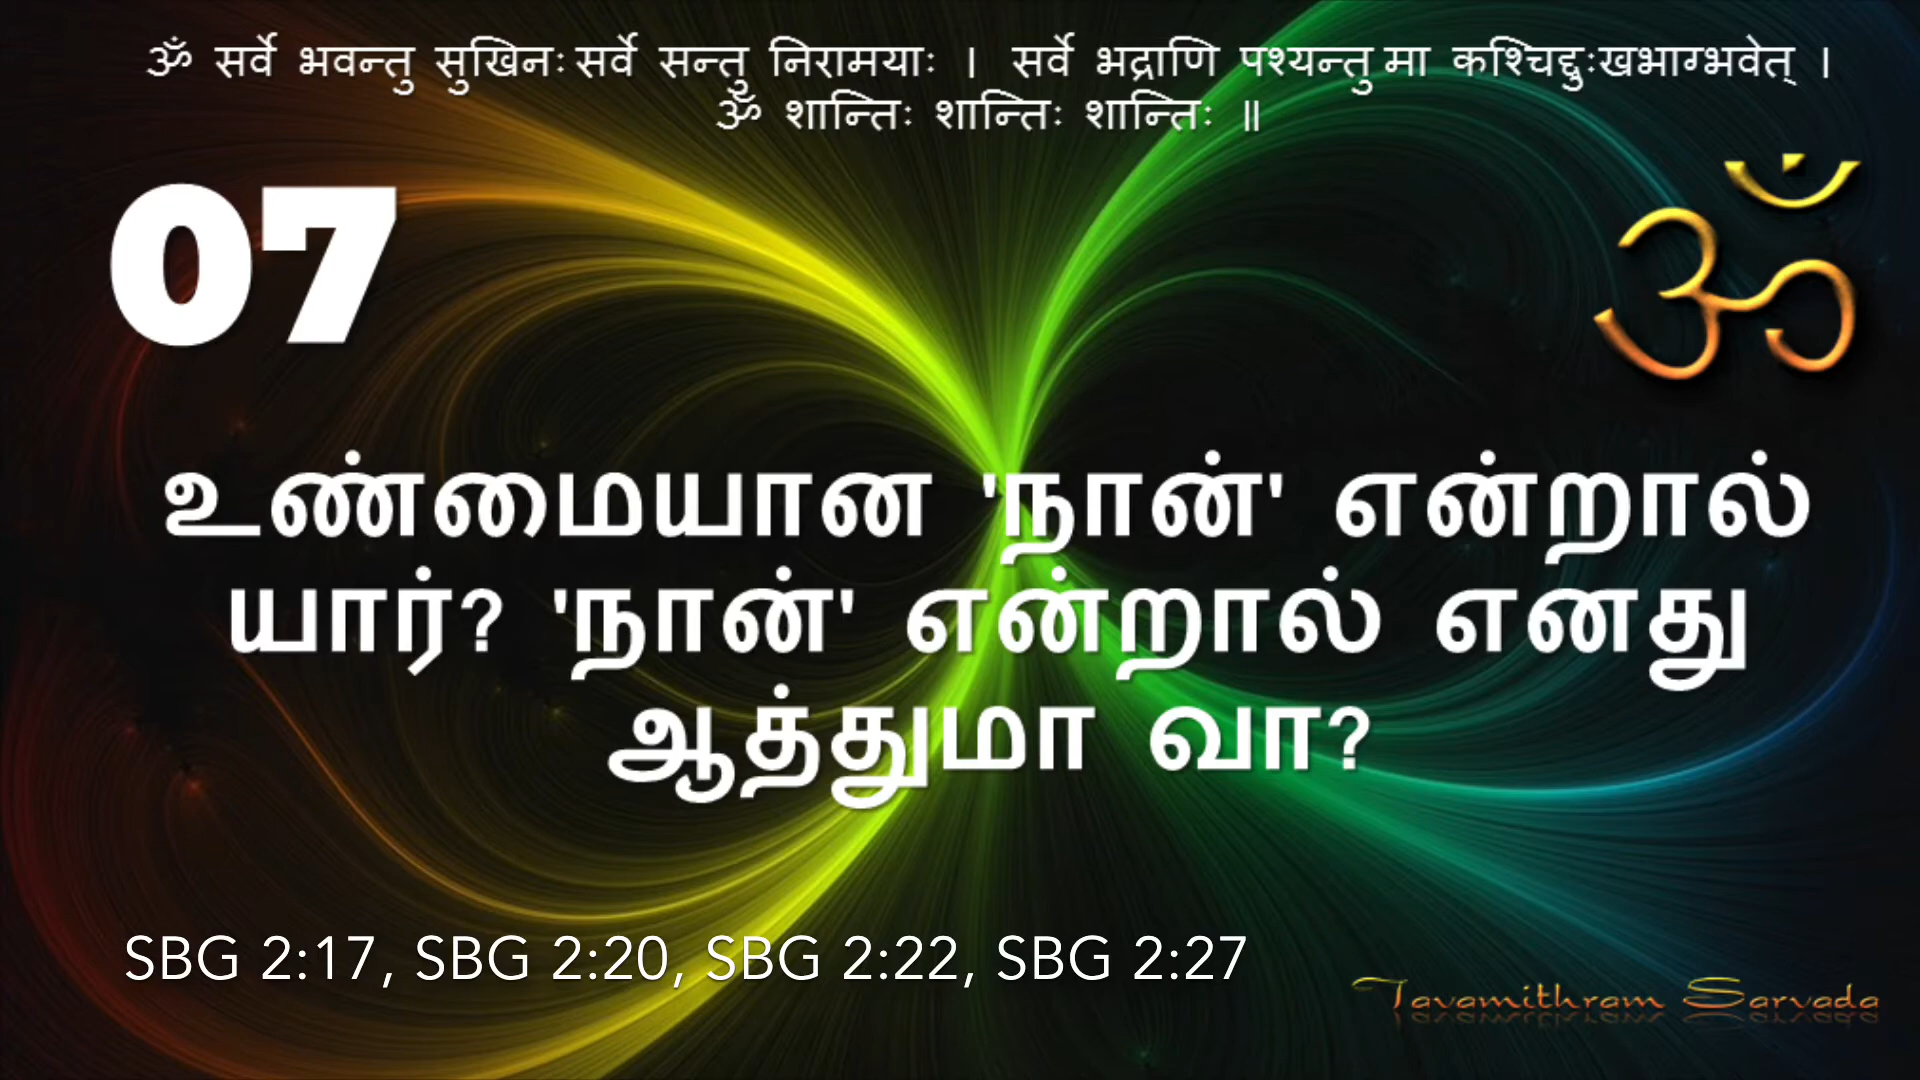 ॐ सर्वे भवन्तु सुखिनः सर्वे सन्तु निरामयाः । सर्वे भद्राणि पश्यन्तु मा कश्चिद्दुःखभाग्भवेत् ।
ॐ शान्तिः शान्तिः शान्तिः ॥
07
ॐ
உண்மையான 'நான்' என்றால்
யார்? 'நான்' என்றால் எனது
ஆத்துமா வா?
SBG 2:17, SBG 2:20, SBG 2:22, SBG 2:27
Tavamithram Sarvada